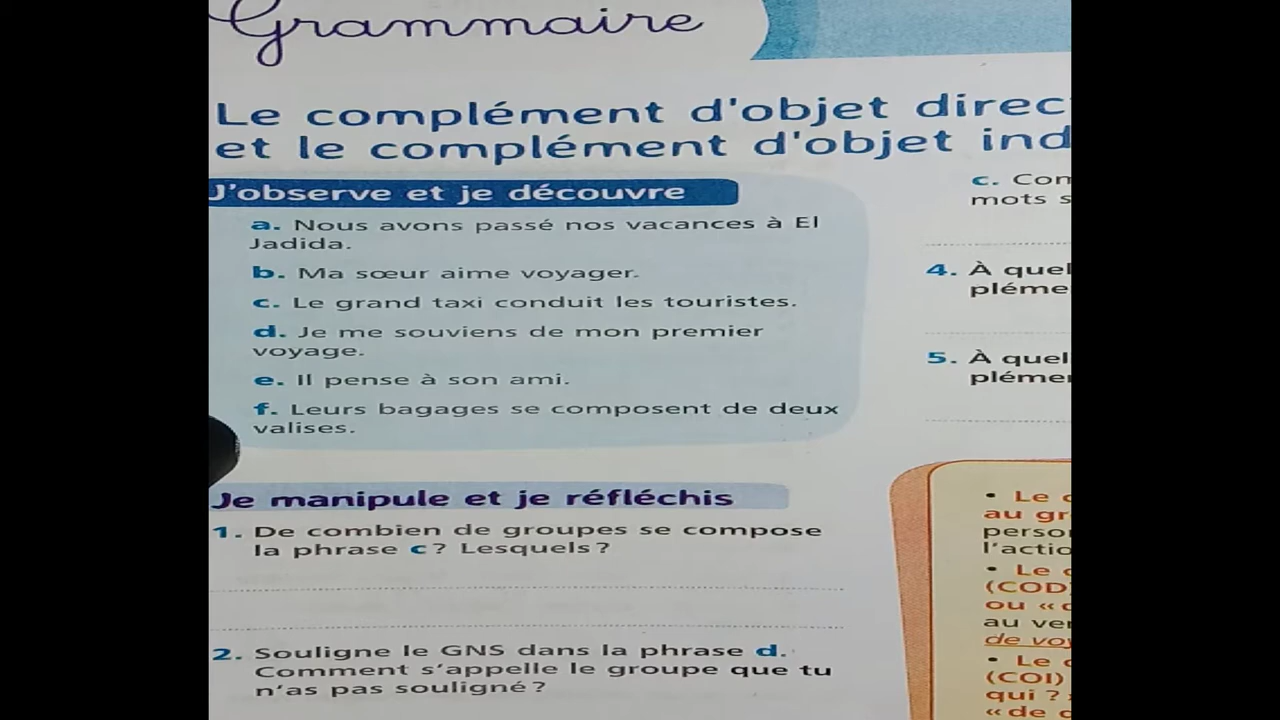 Grammaire
Le complément d'objet direc
et le complément d'objet ind
J'observe et je découvre
a. Nous avons passé nos vacances à El
Jadida.
b. Ma sœur aime voyager.
c. Le grand taxi conduit les touristes.
d. Je me souviens de mon premier
voyage.
e. Il pense à son ami.
f. Leurs bagages se composent de deux
valises.
Je manipule et je réfléchis
1. De combien de groupes se compose
la phrase c? Lesquels?
2. Souligne le GNS dans la phrase d.
Comment s'appelle le groupe que tu
n'as pas souligné?
c. Com
mots s
4. À quel
pléme
5. À quel
pléme
• Le c
au gr
perso
l'actio
• Le c
(COD)
ou « c
au ver
de voy
• Le c
(COI)
qui ? »
« de q